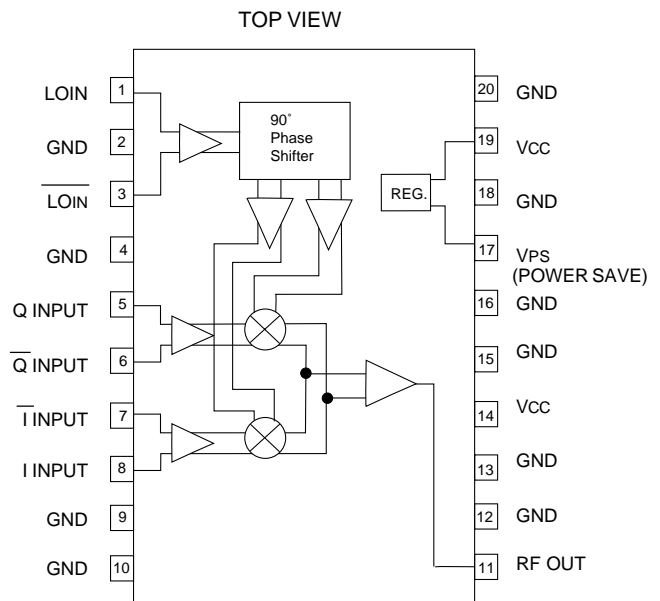 TOP VIEW
LOIN 1
GND 2
LOIN 3
GND 4
Q INPUT 5
Q INPUT 6
I INPUT 7
I INPUT 8
GND 9
GND 10
90°
Phase
Shifter
REG.
20 GND
19 VCC
18 GND
17 VPS
(POWER SAVE)
16 GND
15 GND
14 VCC
13 GND
12 GND
11 RF OUT